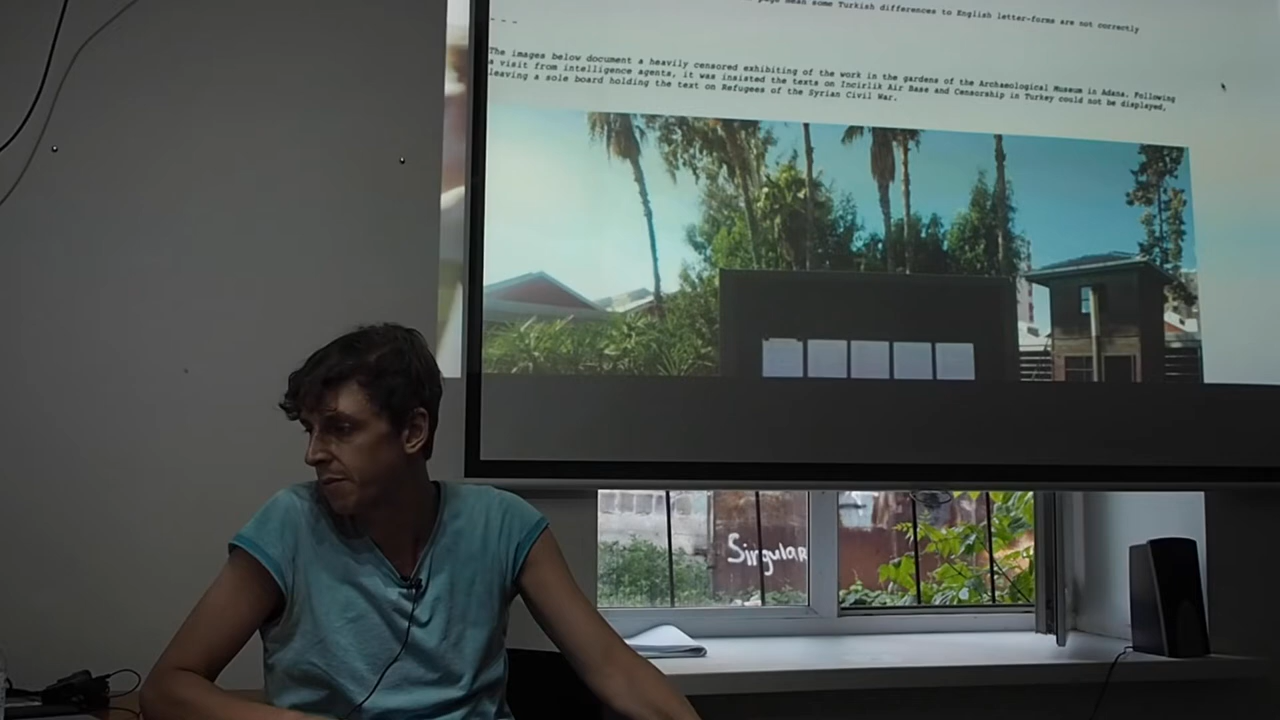 page mean some Turkish differences to English letter-forms are not correctly
---
The images below document a heavily censored exhibiting of the work in the gardens of the Archaeological Museum in Adana. Following
a visit from intelligence agents, it was insisted the texts on Incirlik Air Base and Censorship in Turkey could not be displayed,
leaving a sole board holding the text on Refugees of the Syrian Civil War.
Singular